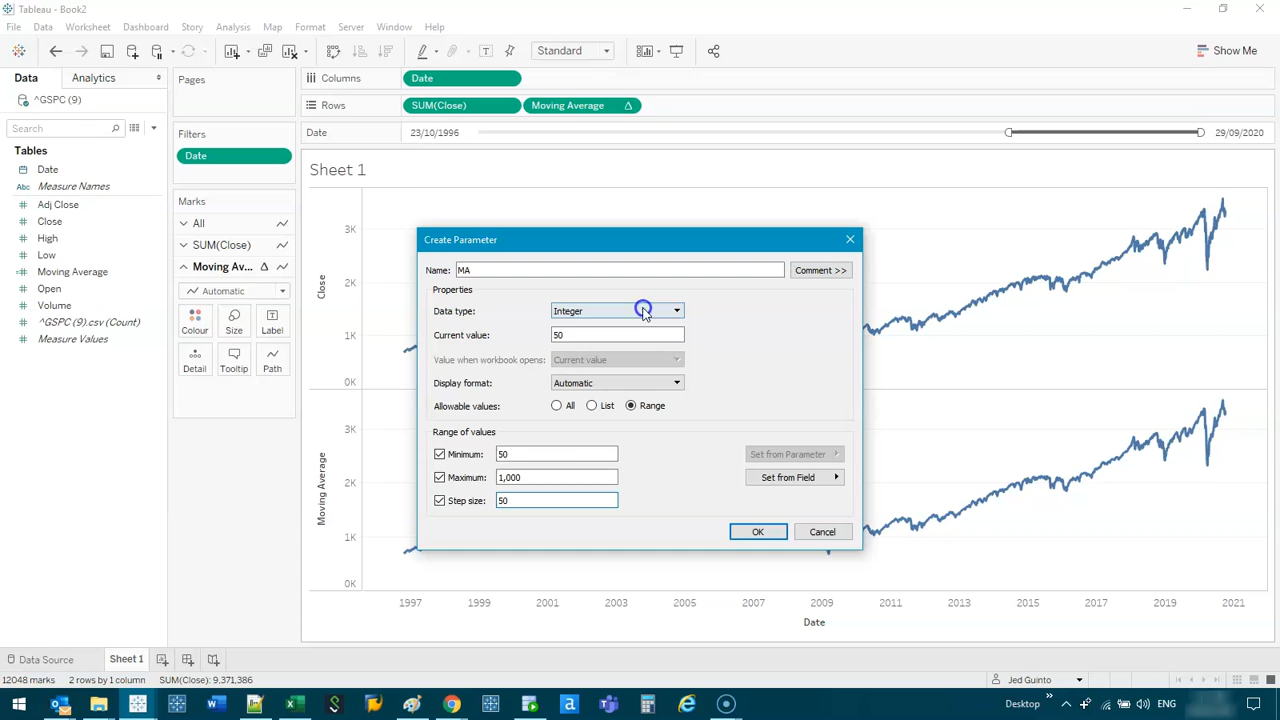 Tableau - Book2
File Data Worksheet Dashboard Story Analysis Map Format Server Window Help
Standard
Show Me
Data Analytics
^GSPC (9)
Search
Tables
Date
Abc Measure Names
Adj Close
Close
High
Low
Moving Average
Open
Volume
^GSPC (9).csv (Count)
Measure Values
Pages
Filters
Date
Marks
All
SUM(Close)
Moving Av...
Automatic
Colour Size Label
Detail Tooltip Path
Columns Date
Rows SUM(Close) Moving Average
Date 23/10/1996 29/09/2020
Sheet 1
3K
2K
1K
0K
Close
3K
2K
1K
0K
Moving Average
1997 1999 2001 2003 2005 2007 2009 2011 2013 2015 2017 2019 2021
Date
Create Parameter
Name: MA Comment >>
Properties
Data type: Integer
Current value: 50
Value when workbook opens: Current value
Display format: Automatic
Allowable values: All List Range
Range of values
Minimum: 50 Set from Parameter
Maximum: 1,000 Set from Field
Step size: 50
OK Cancel
Data Source Sheet 1
12048 marks 2 rows by 1 column SUM(Close): 9,371,386
Jed Guinto
Desktop ENG